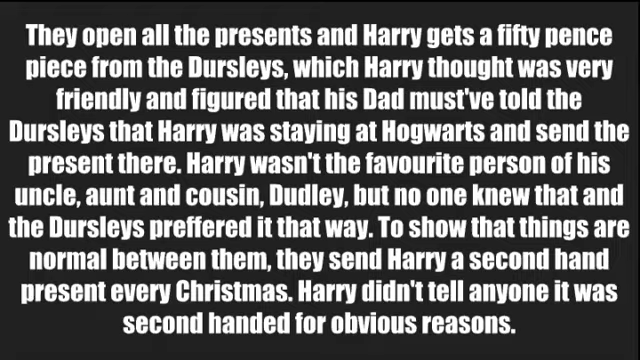 They open all the presents and Harry gets a fifty pence
piece from the Dursleys, which Harry thought was very
friendly and figured that his Dad must've told the
Dursleys that Harry was staying at Hogwarts and send the
present there. Harry wasn't the favourite person of his
uncle, aunt and cousin, Dudley, but no one knew that and
the Dursleys preffered it that way. To show that things are
normal between them, they send Harry a second hand
present every Christmas. Harry didn't tell anyone it was
second handed for obvious reasons.